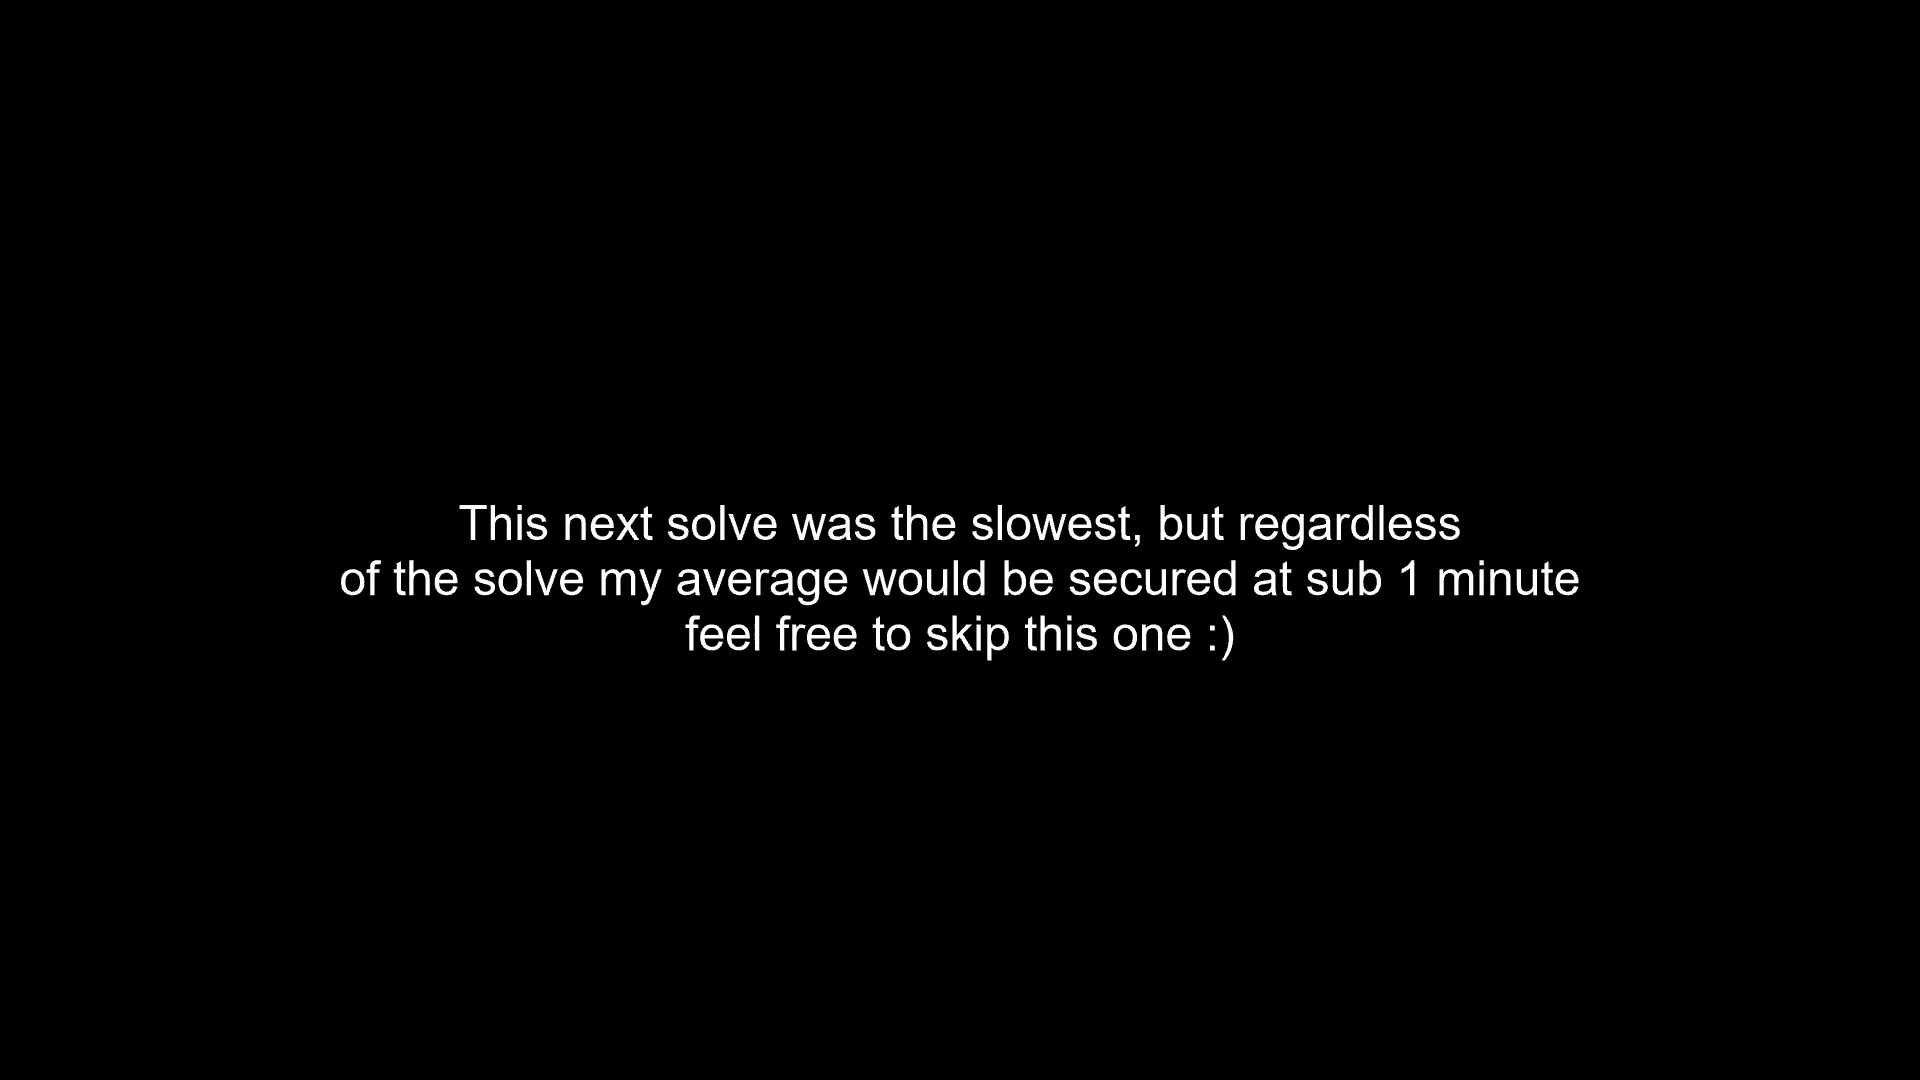 This next solve was the slowest, but regardless
of the solve my average would be secured at sub 1 minute
feel free to skip this one :)